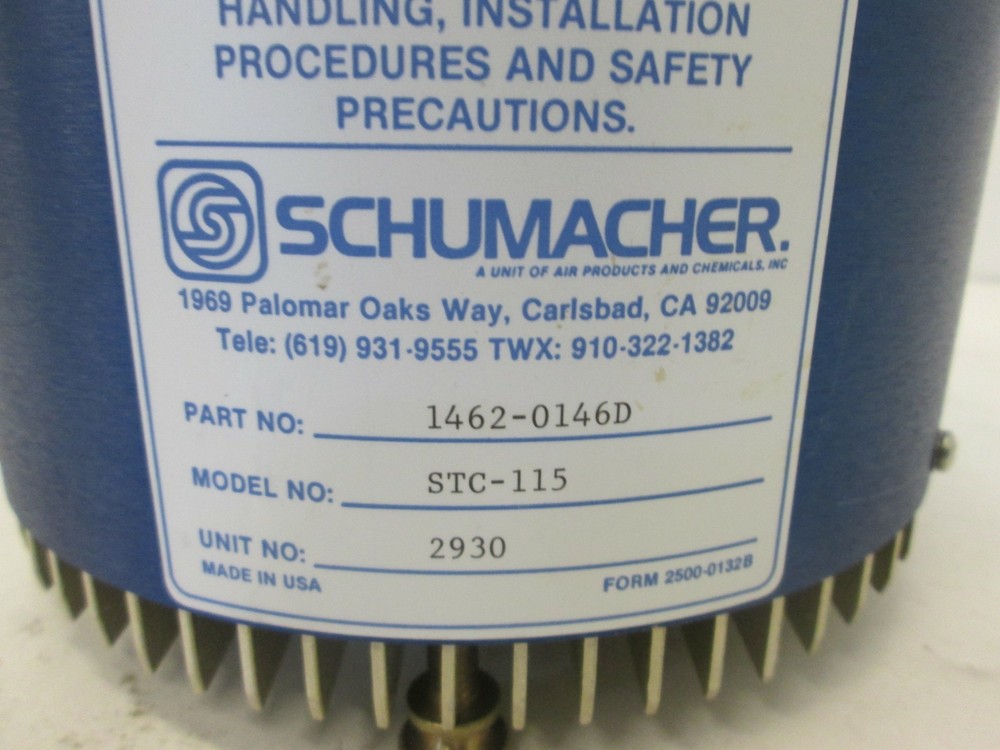 HANDLING, INSTALLATION
PROCEDURES AND SAFETY
PRECAUTIONS.
SCHUMACHER.
A UNIT OF AIR PRODUCTS AND CHEMICALS, INC
1969 Palomar Oaks Way, Carlsbad, CA 92009
Tele: (619) 931-9555 TWX: 910-322-1382
PART NO: 1462-0146D
MODEL NO: STC-115
UNIT NO: 2930
MADE IN USA FORM 2500-0132B